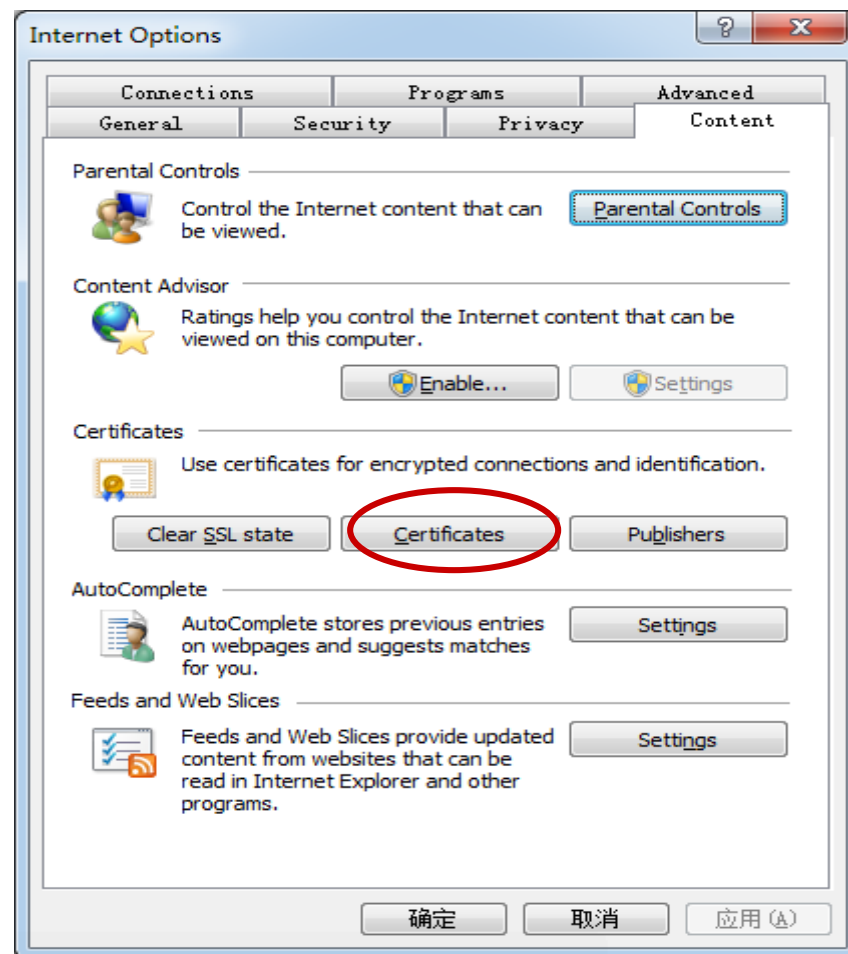 Internet Options
Connections Programs Advanced
General Security Privacy Content
Parental Controls
Control the Internet content that can
be viewed.
Parental Controls
Content Advisor
Ratings help you control the Internet content that can be
viewed on this computer.
Enable... Settings
Certificates
Use certificates for encrypted connections and identification.
Clear SSL state Certificates Publishers
AutoComplete
AutoComplete stores previous entries
on webpages and suggests matches
for you.
Settings
Feeds and Web Slices
Feeds and Web Slices provide updated
content from websites that can be
read in Internet Explorer and other
programs.
Settings
确定 取消 应用(A)